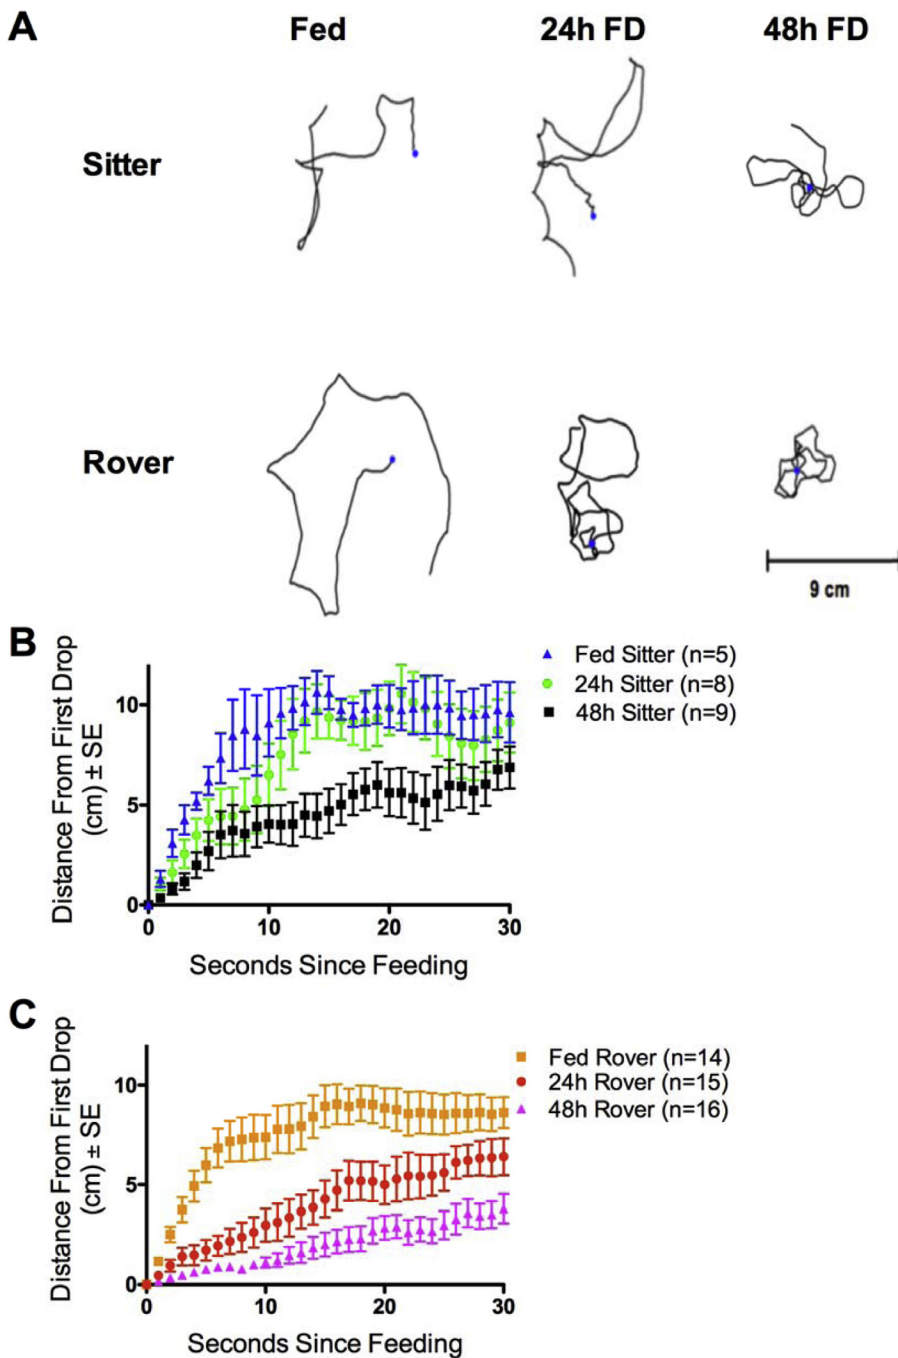 A
Fed 24h FD 48h FD
Sitter
Rover
9 cm
B
Distance From First Drop
(cm) ± SE
10
5
0
0 10 20 30
Seconds Since Feeding
Fed Sitter (n=5)
24h Sitter (n=8)
48h Sitter (n=9)
C
Distance From First Drop
(cm) ± SE
10
5
0
0 10 20 30
Seconds Since Feeding
Fed Rover (n=14)
24h Rover (n=15)
48h Rover (n=16)